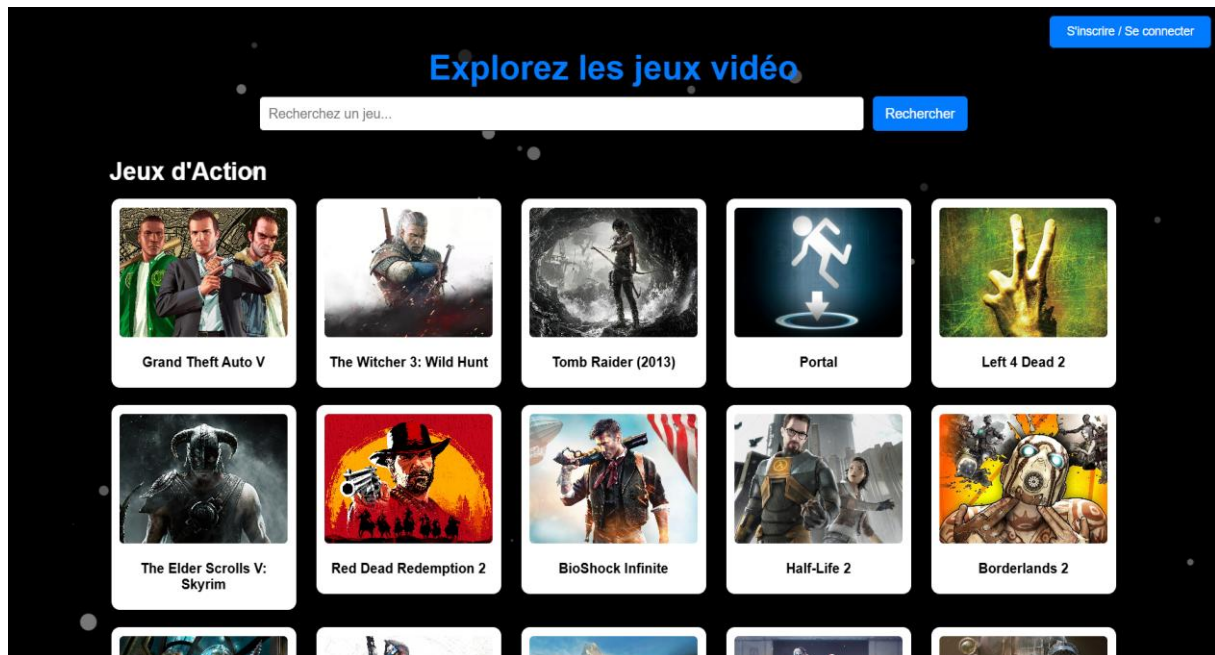 S'inscrire / Se connecter
Explorez les jeux vidéo
Recherchez un jeu...
Rechercher
Jeux d'Action
Grand Theft Auto V
The Witcher 3: Wild Hunt
Tomb Raider (2013)
Portal
Left 4 Dead 2
The Elder Scrolls V:
Skyrim
Red Dead Redemption 2
BioShock Infinite
Half-Life 2
Borderlands 2